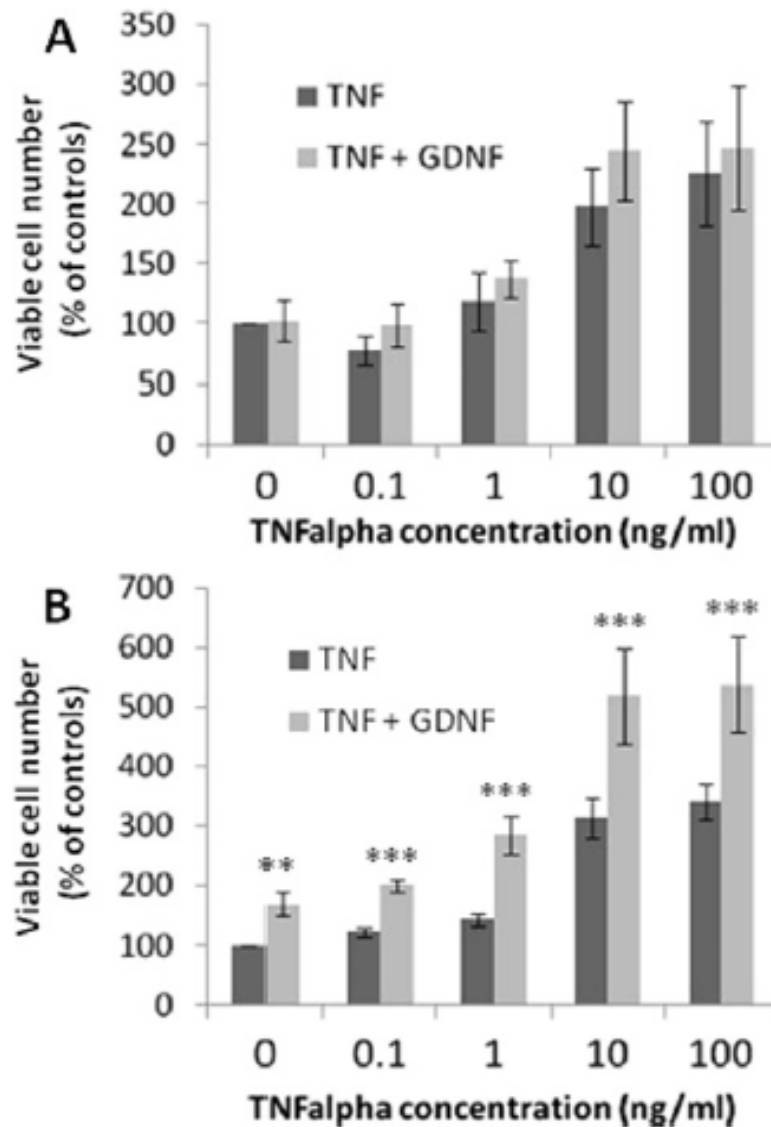 A
Viable cell number
(% of controls)
350
300
250
200
150
100
50
0
TNF
TNF + GDNF
0 0.1 1 10 100
TNFalpha concentration (ng/ml)
B
Viable cell number
(% of controls)
700
600
500
400
300
200
100
0
TNF
TNF + GDNF
** *** *** *** ***
0 0.1 1 10 100
TNFalpha concentration (ng/ml)